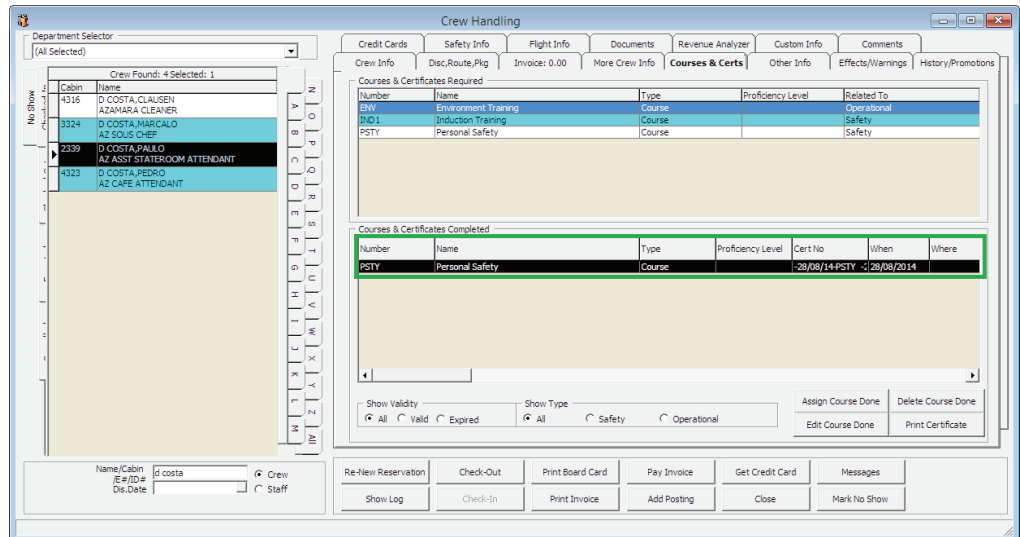 Crew Handling
Department Selector
(All Selected)
Crew Found: 4 Selected: 1
Cabin Name
4316 D COSTA,CLAUSEN
AZAMARA CLEANER
3324 D COSTA,MARCALO
AZ SOUS CHEF
2339 D COSTA,PAULO
AZ ASST STATEROOM ATTENDANT
4323 D COSTA,PEDRO
AZ CAFE ATTENDANT
No Show
A
B
C
D
E
F
G
H
I
J
K
L
M
N
O
P
Q
R
S
T
U
V
W
X
Y
Z
All
Name/Cabin
/E#/ID#
d costa
Dis.Date
Crew
Staff
Credit Cards Safety Info Flight Info Documents Revenue Analyzer Custom Info Comments
Crew Info Disc,Route,Pkg Invoice: 0.00 More Crew Info Courses & Certs Other Info Effects/Warnings History/Promotions
Courses & Certificates Required
Number Name Type Proficiency Level Related To
ENV Environment Training Course Operational
IND1 Induction Training Course Safety
PSTY Personal Safety Course Safety
Courses & Certificates Completed
Number Name Type Proficiency Level Cert No When Where
PSTY Personal Safety Course -28/08/14-PSTY -2 28/08/2014
Show Validity
All Valid Expired
Show Type
All Safety Operational
Assign Course Done Delete Course Done
Edit Course Done Print Certificate
Re-New Reservation Check-Out Print Board Card Pay Invoice Get Credit Card Messages
Show Log Check-In Print Invoice Add Posting Close Mark No Show